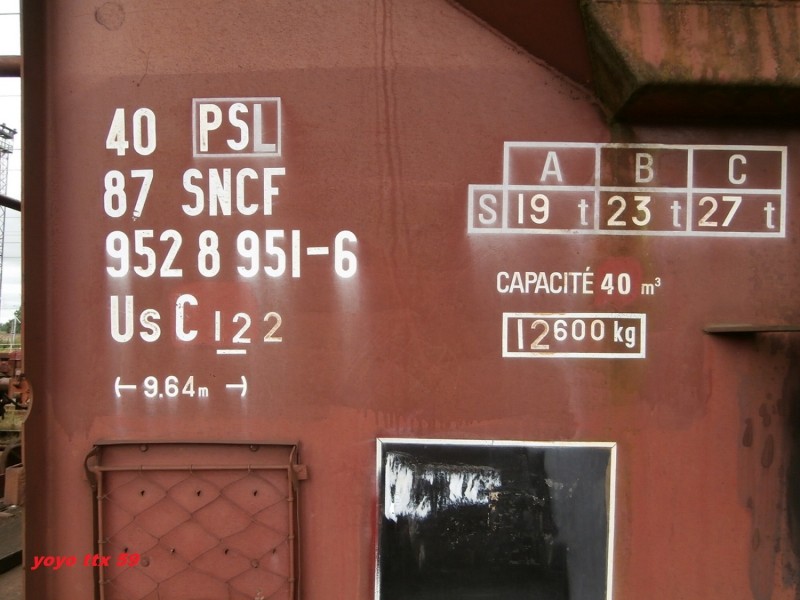 40 PSL
87 SNCF
952 8 951-6
Us C 122
9.64m
A B C
S 19 t 23 t 27 t
CAPACITÉ 40 m³
12600 kg
yoye ttx 59